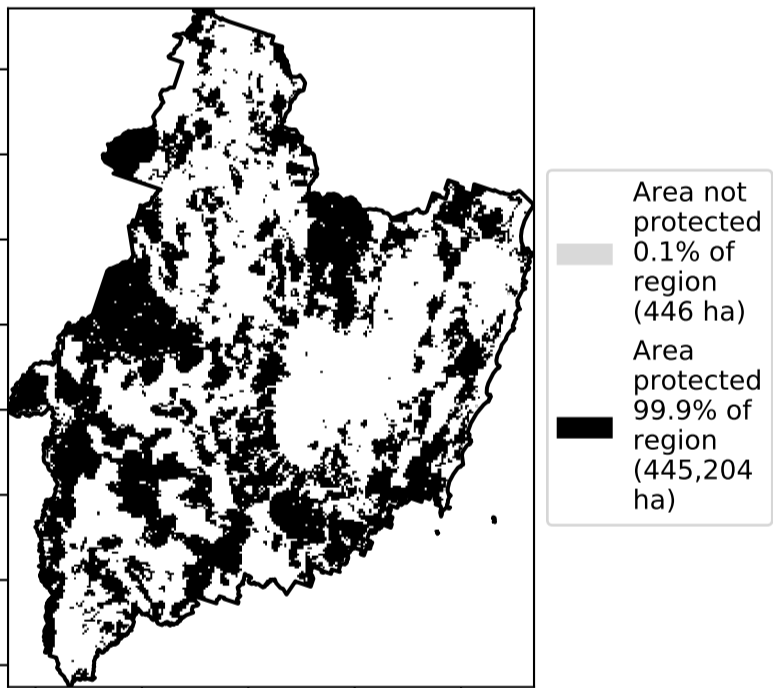 Area not
protected
0.1% of
region
(446 ha)
Area
protected
99.9% of
region
(445,204
ha)